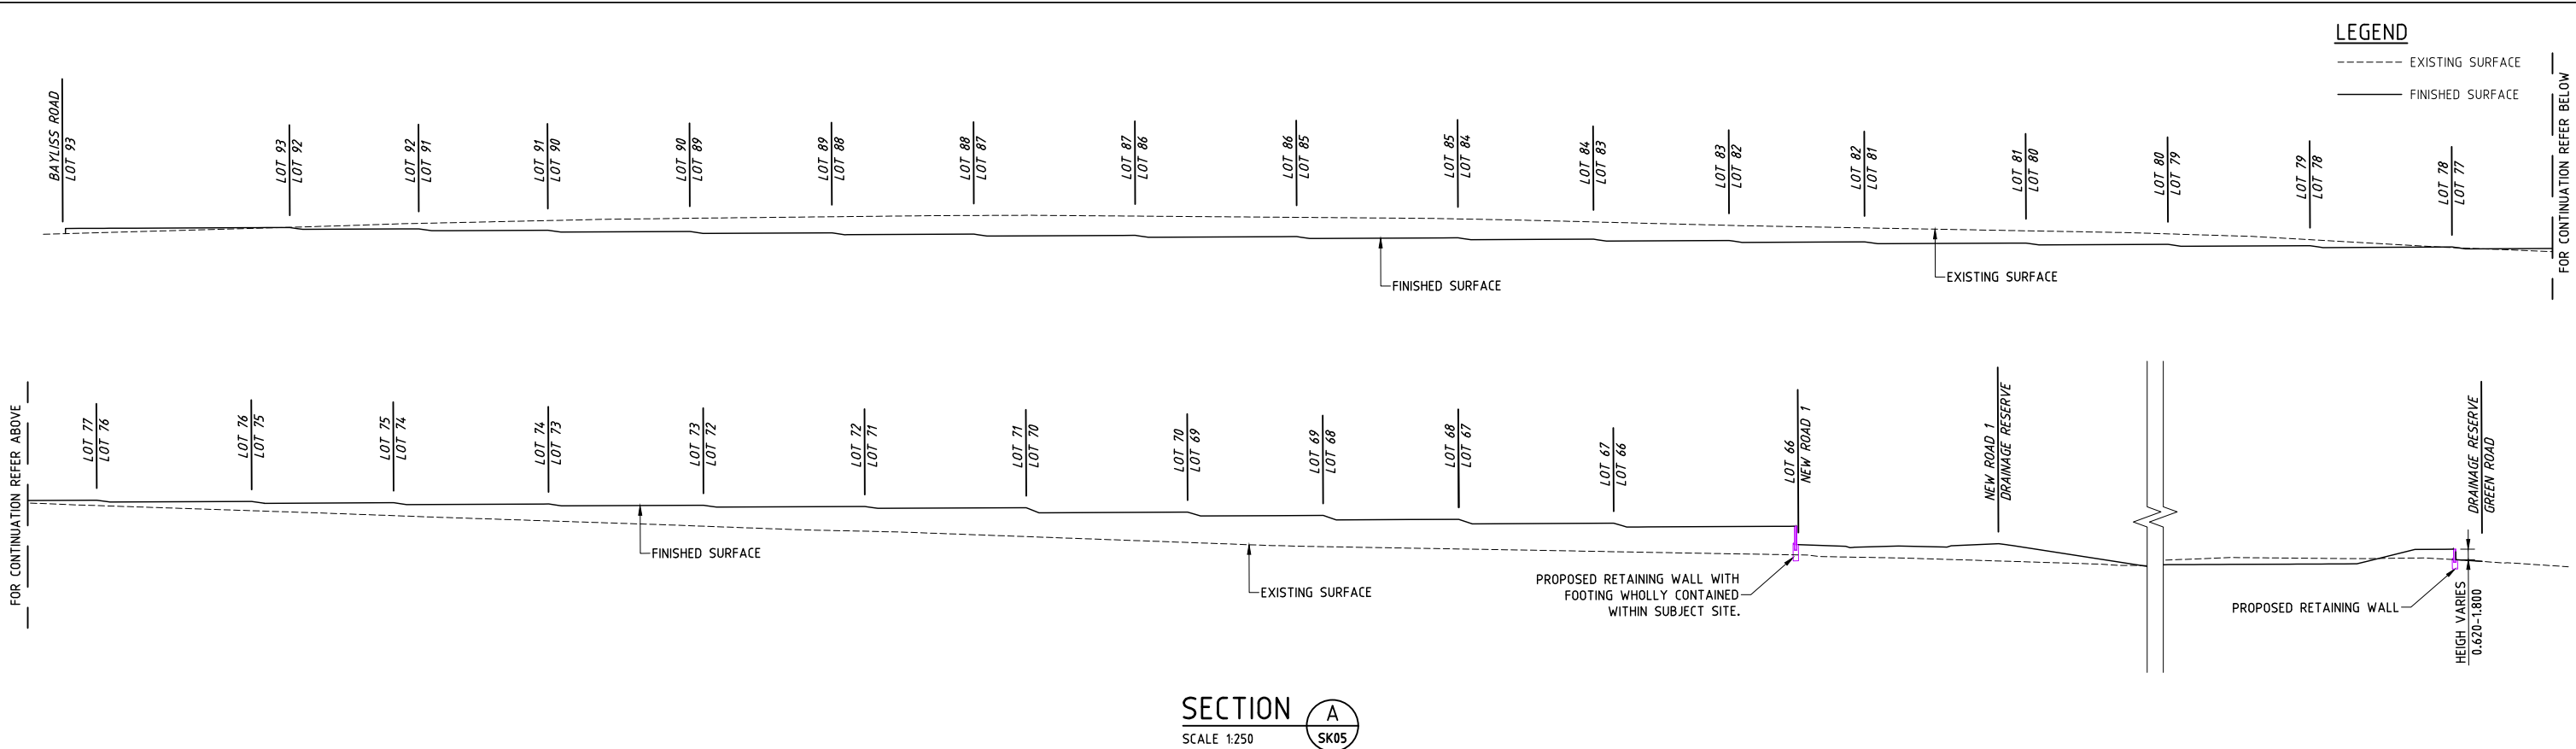 LEGEND
EXISTING SURFACE
FINISHED SURFACE
BAYLISS ROAD
LOT 93
LOT 93
LOT 92
LOT 92
LOT 91
LOT 91
LOT 90
LOT 90
LOT 89
LOT 89
LOT 88
LOT 88
LOT 87
LOT 87
LOT 86
LOT 86
LOT 85
LOT 85
LOT 84
LOT 84
LOT 83
LOT 83
LOT 82
LOT 82
LOT 81
LOT 81
LOT 80
LOT 80
LOT 79
LOT 79
LOT 78
LOT 78
LOT 77
FOR CONTINUATION REFER BELOW
FINISHED SURFACE
EXISTING SURFACE
FOR CONTINUATION REFER ABOVE
LOT 77
LOT 76
LOT 76
LOT 75
LOT 75
LOT 74
LOT 74
LOT 73
LOT 73
LOT 72
LOT 72
LOT 71
LOT 71
LOT 70
LOT 70
LOT 69
LOT 69
LOT 68
LOT 68
LOT 67
LOT 67
LOT 66
LOT 66
NEW ROAD 1
NEW ROAD 1
DRAINAGE RESERVE
DRAINAGE RESERVE
GREEN ROAD
FINISHED SURFACE
EXISTING SURFACE
PROPOSED RETAINING WALL WITH
FOOTING WHOLLY CONTAINED
WITHIN SUBJECT SITE.
PROPOSED RETAINING WALL
HEIGH VARIES
0.620-1.800
SECTION A
SCALE 1:250 SK05